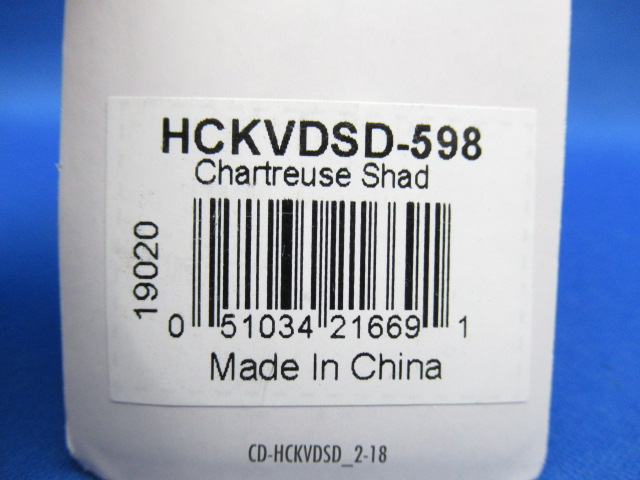 HCKVDSD-598
Chartreuse Shad
19020
0 51034 21669 1
Made In China
CD-HCKVDSD_2-18